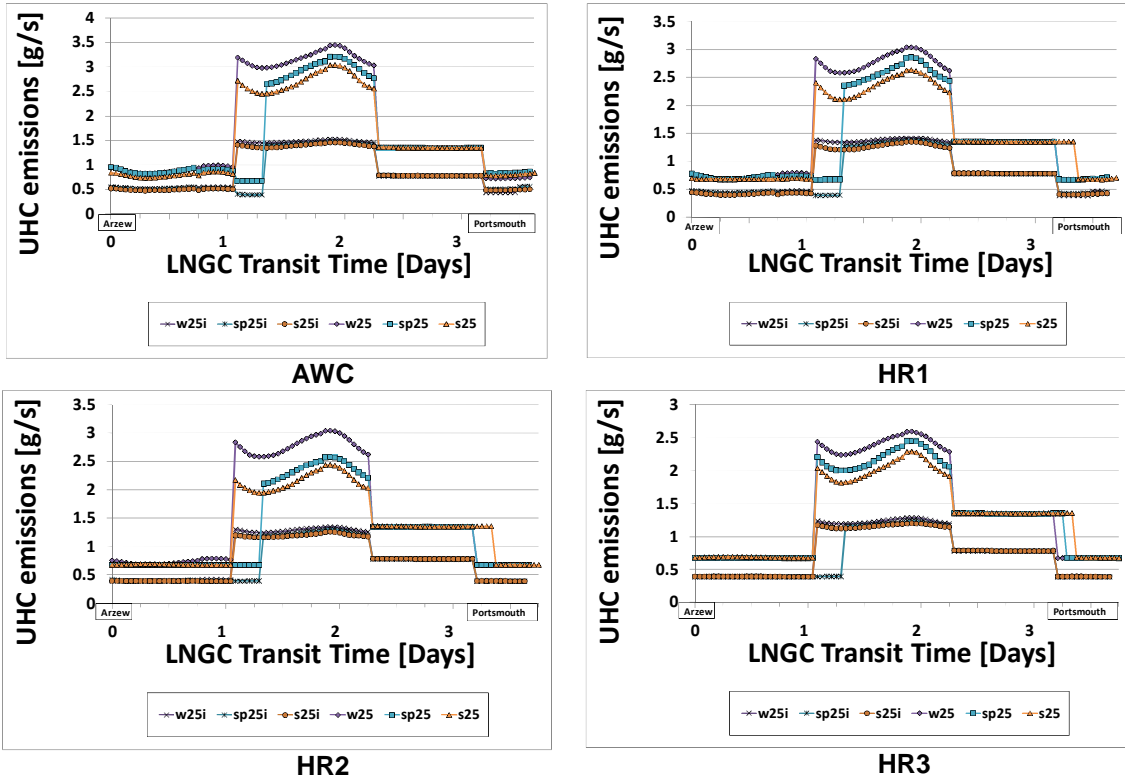 UHC emissions [g/s]
4
3.5
3
2.5
2
1.5
1
0.5
0
Arzew
Portsmouth
0 1 2 3
LNGC Transit Time [Days]
w25i sp25i s25i w25 sp25 s25
AWC
UHC emissions [g/s]
3.5
3
2.5
2
1.5
1
0.5
0
Arzew
Portsmouth
0 1 2 3
LNGC Transit Time [Days]
w25i sp25i s25i w25 sp25 s25
HR1
UHC emissions [g/s]
3.5
3
2.5
2
1.5
1
0.5
0
Arzew
Portsmouth
0 1 2 3
LNGC Transit Time [Days]
w25i sp25i s25i w25 sp25 s25
HR2
UHC emissions [g/s]
3
2.5
2
1.5
1
0.5
0
Arzew
Portsmouth
0 1 2 3
LNGC Transit Time [Days]
w25i sp25i s25i w25 sp25 s25
HR3